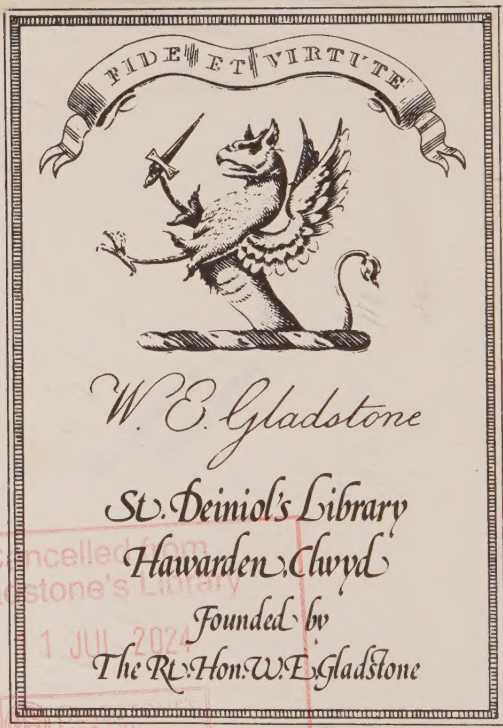 FIDE ET VIRTUTE
W. E. Gladstone
St. Deiniol's Library
Hawarden, Clwyd
Founded by
The Rt. Hon. W. E. Gladstone
Cancelled from
Gladstone's Library
1 JUL 2024